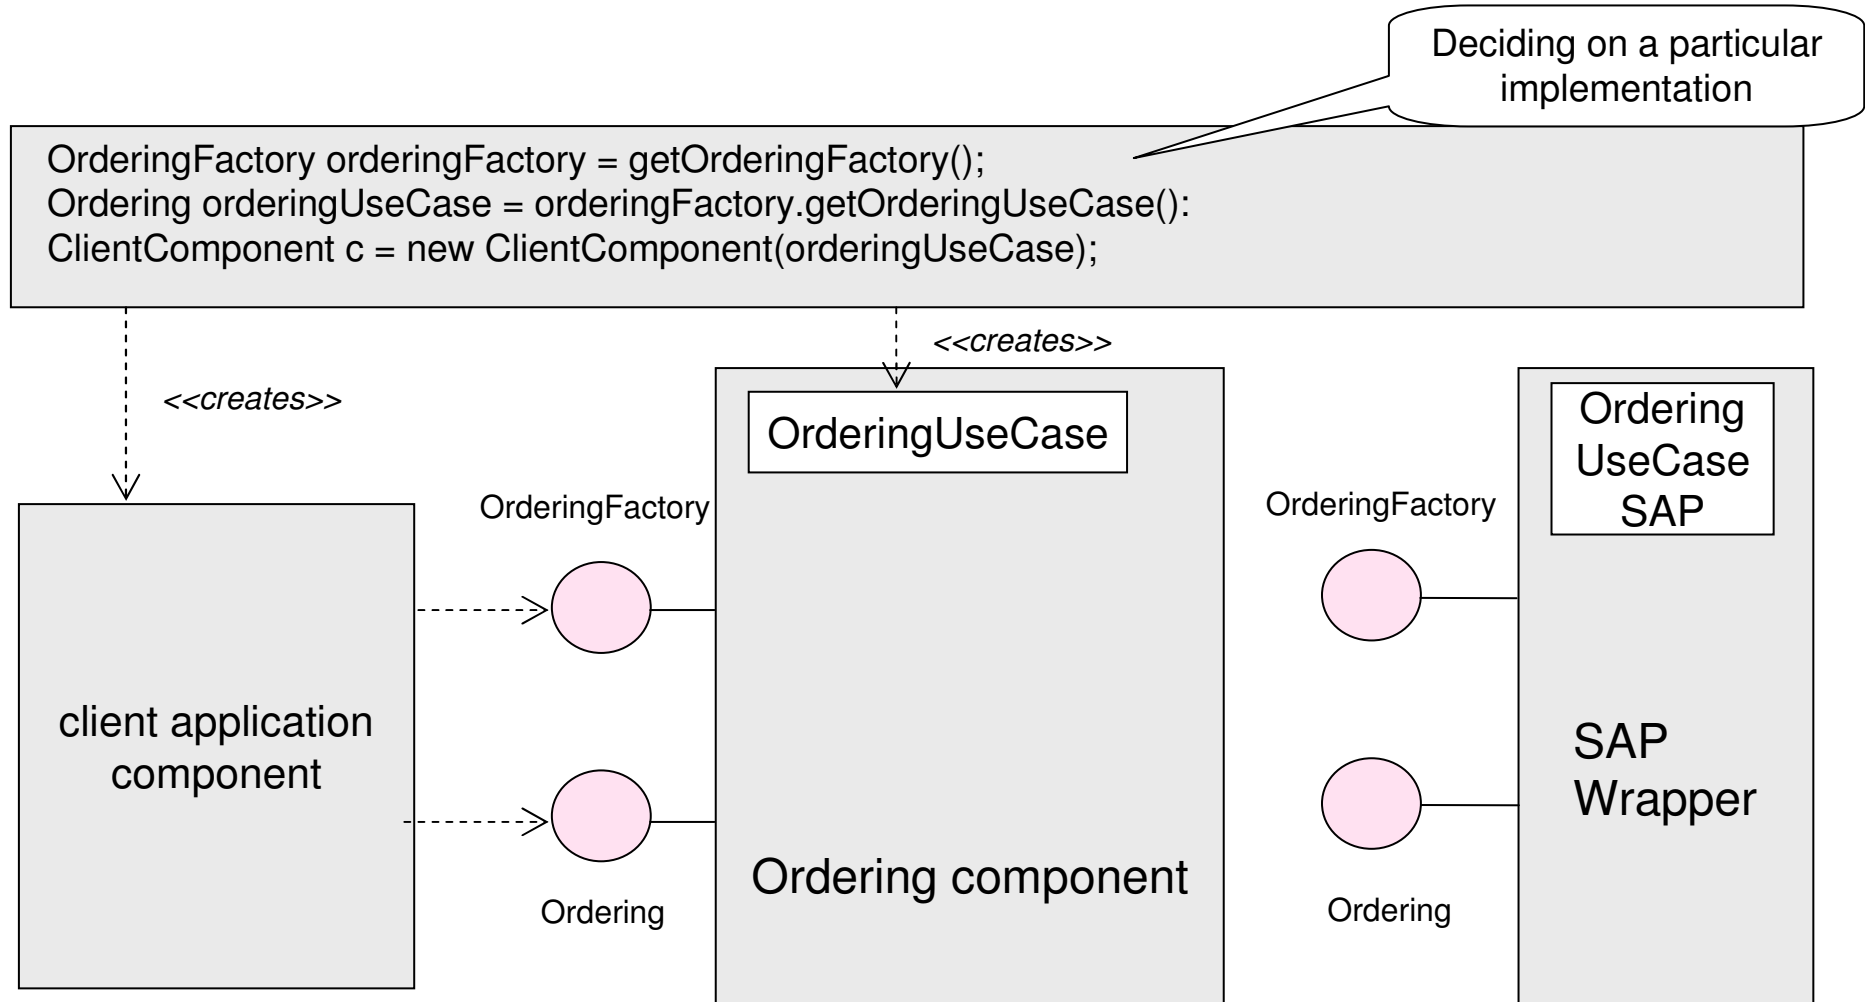 Deciding on a particular
implementation
OrderingFactory orderingFactory = getOrderingFactory();
Ordering orderingUseCase = orderingFactory.getOrderingUseCase():
ClientComponent c = new ClientComponent(orderingUseCase);
<<creates>>
<<creates>>
OrderingUseCase
Ordering
UseCase
SAP
OrderingFactory
OrderingFactory
client application
component
SAP
Wrapper
Ordering component
Ordering
Ordering